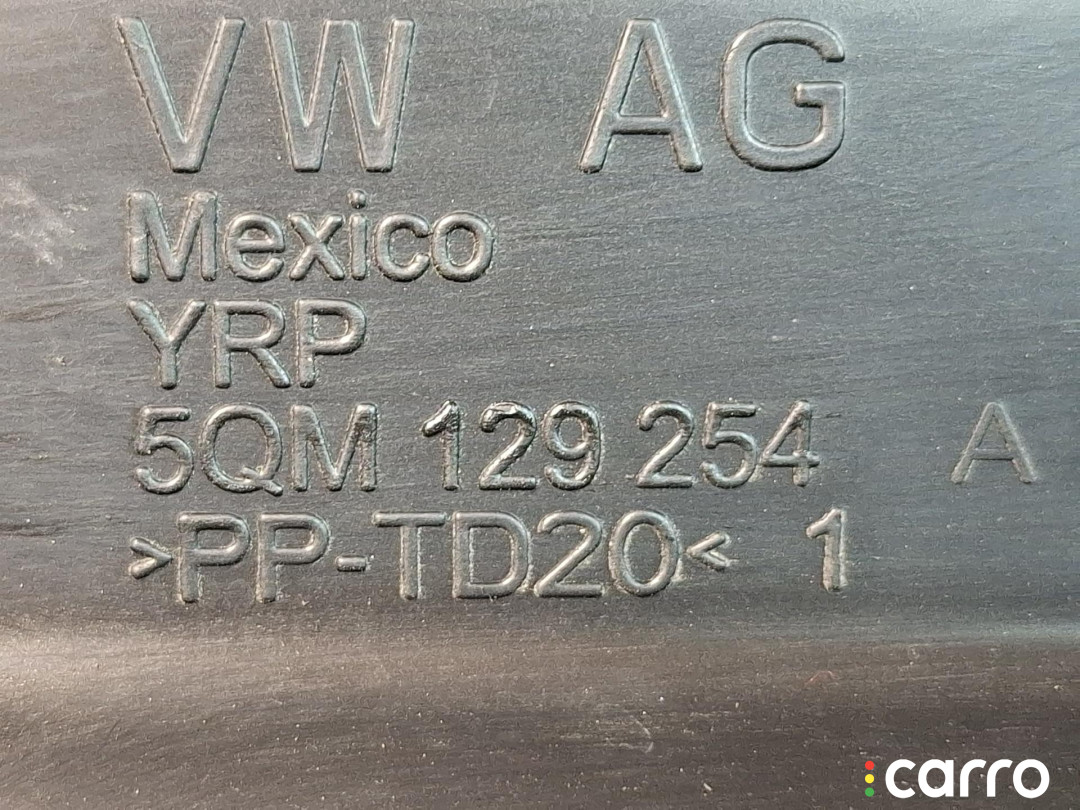 VW AG
Mexico
YRP
5QM 129 254 A
>PP-TD20< 1
carro